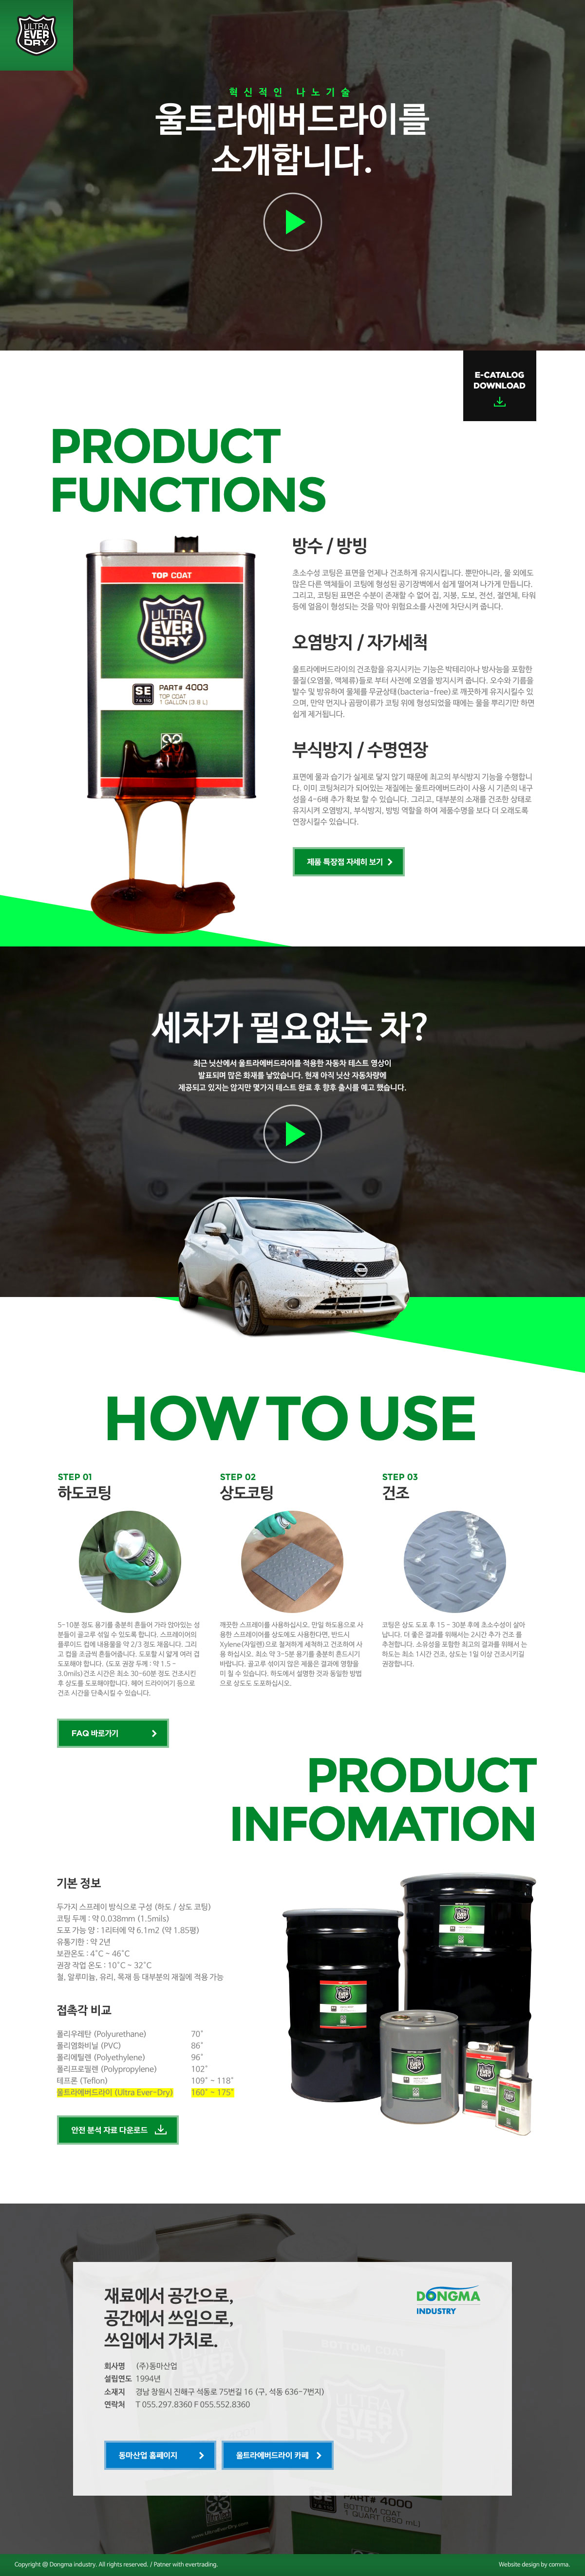 ULTRA
EVER
DRY
혁신적인 나노기술
울트라에버드라이를
소개합니다.
E-CATALOG
DOWNLOAD
PRODUCT
FUNCTIONS
TOP COAT
ULTRA
EVER
DRY
SE
7.6.110
PART# 4003
TOP COAT
1 GALLON (3.8 L)
방수 / 방빙
초소수성 코팅은 표면을 언제나 건조하게 유지시킵니다. 뿐만아니라, 물 외에도
많은 다른 액체들이 코팅에 형성된 공기장벽에서 쉽게 떨어져 나가게 만듭니다.
그리고, 코팅된 표면은 수분이 존재할 수 없어 집, 지붕, 도보, 전선, 절연체, 타워
등에 얼음이 형성되는 것을 막아 위험요소를 사전에 차단시켜 줍니다.
오염방지 / 자가세척
울트라에버드라이의 건조함을 유지시키는 기능은 박테리아나 방사능을 포함한
물질(오염물, 액체류)들로 부터 사전에 오염을 방지시켜 줍니다. 오수와 기름을
발수 및 방유하여 물체를 무균상태(bacteria-free)로 깨끗하게 유지시킬수 있
으며, 만약 먼지나 곰팡이류가 코팅 위에 형성되었을 때에는 물을 뿌리기만 하면
쉽게 제거됩니다.
부식방지 / 수명연장
표면에 물과 습기가 실제로 닿지 않기 때문에 최고의 부식방지 기능을 수행합니
다. 이미 코팅처리가 되어있는 재질에는 울트라에버드라이 사용 시 기존의 내구
성을 4~6배 추가 확보 할 수 있습니다. 그리고, 대부분의 소재를 건조한 상태로
유지시켜 오염방지, 부식방지, 방빙 역할을 하여 제품수명을 보다 더 오래도록
연장시킬수 있습니다.
제품 특장점 자세히 보기
세차가 필요없는 차?
최근 닛산에서 울트라에버드라이를 적용한 자동차 테스트 영상이
발표되며 많은 화재를 낳았습니다. 현재 아직 닛산 자동차량에
제공되고 있지는 않지만 몇가지 테스트 완료 후 향후 출시를 예고 했습니다.
HOW TO USE
STEP 01
하도코팅
5~10분 정도 용기를 충분히 흔들어 가라 앉아있는 성
분들이 골고루 섞일 수 있도록 합니다. 스프레이어의
플루이드 컵에 내용물을 약 2/3 정도 채웁니다. 그리
고 컵을 조금씩 흔들어줍니다. 도포할 시 얇게 여러 겹
도포해야 합니다. (도포 권장 두께 : 약 1.5 ~
3.0mils)건조 시간은 최소 30~60분 정도 건조시킨
후 상도를 도포해야합니다. 헤어 드라이어기 등으로
건조 시간을 단축시킬 수 있습니다.
STEP 02
상도코팅
깨끗한 스프레이를 사용하십시오. 만일 하도용으로 사
용한 스프레이어를 상도에도 사용한다면, 반드시
Xylene(자일렌)으로 철저하게 세척하고 건조하여 사
용 하십시오. 최소 약 3~5분 용기를 충분히 흔드시기
바랍니다. 골고루 섞이지 않은 제품은 결과에 영향을
미 칠 수 있습니다. 하도에서 설명한 것과 동일한 방법
으로 상도도 도포하십시오.
STEP 03
건조
코팅은 상도 도포 후 15 ~ 30분 후에 초소수성이 살아
납니다. 더 좋은 결과를 위해서는 2시간 추가 건조 를
추천합니다. 소유성을 포함한 최고의 결과를 위해서 는
하도는 최소 1시간 건조, 상도는 1일 이상 건조시키길
권장합니다.
FAQ 바로가기
PRODUCT
INFOMATION
기본 정보
두가지 스프레이 방식으로 구성 (하도 / 상도 코팅)
코팅 두께 : 약 0.038mm (1.5mils)
도포 가능 양 : 1리터에 약 6.1m2 (약 1.85평)
유통기한 : 약 2년
보관온도 : 4˚C ~ 46˚C
권장 작업 온도 : 10˚C ~ 32˚C
철, 알루미늄, 유리, 목재 등 대부분의 재질에 적용 가능
접촉각 비교
폴리우레탄 (Polyurethane) 70˚
폴리염화비닐 (PVC) 86˚
폴리에틸렌 (Polyethylene) 96˚
폴리프로필렌 (Polypropylene) 102˚
테프론 (Teflon) 109˚ ~ 118˚
울트라에버드라이 (Ultra Ever-Dry) 160˚ ~ 175˚
안전 분석 자료 다운로드
재료에서 공간으로,
공간에서 쓰임으로,
쓰임에서 가치로.
DONGMA
INDUSTRY
회사명 (주)동마산업
설립연도 1994년
소재지 경남 창원시 진해구 석동로 75번길 16 (구, 석동 636-7번지)
연락처 T 055.297.8360 F 055.552.8360
동마산업 홈페이지
울트라에버드라이 카페
PART# 4000
BOTTOM COAT
1 QUART (950 mL)
Copyright @ Dongma industry. All rights reserved. / Patner with evertrading.
Website design by comma.